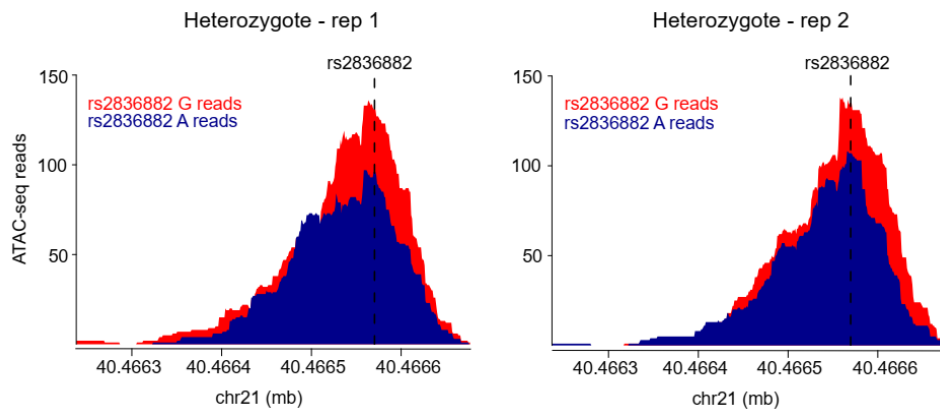 Heterozygote - rep 1
rs2836882
150
rs2836882 G reads
rs2836882 A reads
100
50
ATAC-seq reads
40.4663 40.4664 40.4665 40.4666
chr21 (mb)
Heterozygote - rep 2
rs2836882
150
rs2836882 G reads
rs2836882 A reads
100
50
40.4663 40.4664 40.4665 40.4666
chr21 (mb)